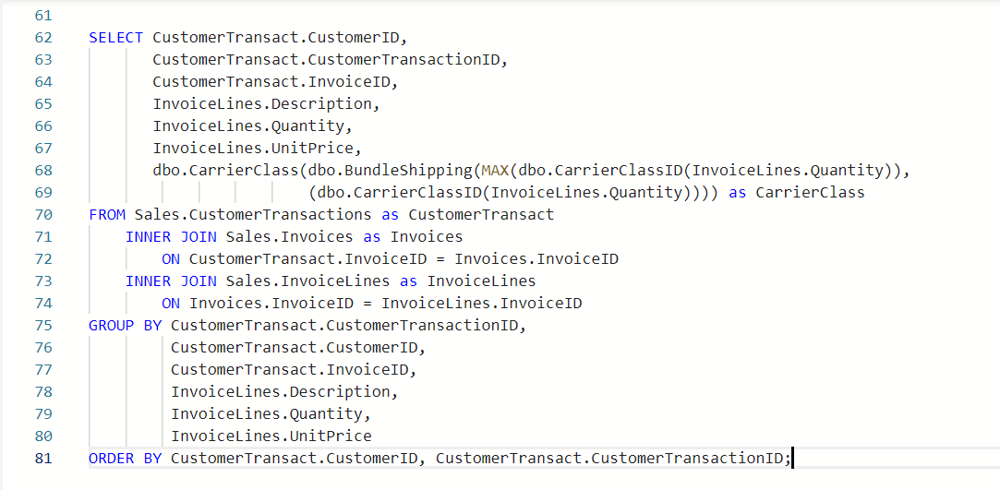 61
62 SELECT CustomerTransact.CustomerID,
63 CustomerTransact.CustomerTransactionID,
64 CustomerTransact.InvoiceID,
65 InvoiceLines.Description,
66 InvoiceLines.Quantity,
67 InvoiceLines.UnitPrice,
68 dbo.CarrierClass(dbo.BundleShipping(MAX(dbo.CarrierClassID(InvoiceLines.Quantity)),
69 (dbo.CarrierClassID(InvoiceLines.Quantity)))) as CarrierClass
70 FROM Sales.CustomerTransactions as CustomerTransact
71 INNER JOIN Sales.Invoices as Invoices
72 ON CustomerTransact.InvoiceID = Invoices.InvoiceID
73 INNER JOIN Sales.InvoiceLines as InvoiceLines
74 ON Invoices.InvoiceID = InvoiceLines.InvoiceID
75 GROUP BY CustomerTransact.CustomerTransactionID,
76 CustomerTransact.CustomerID,
77 CustomerTransact.InvoiceID,
78 InvoiceLines.Description,
79 InvoiceLines.Quantity,
80 InvoiceLines.UnitPrice
81 ORDER BY CustomerTransact.CustomerID, CustomerTransact.CustomerTransactionID;